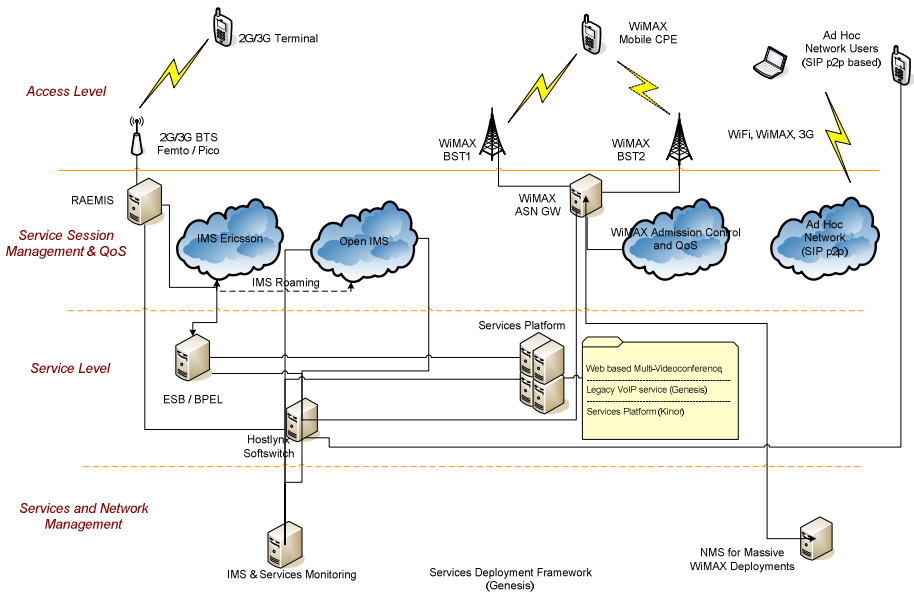 2G/3G Terminal
WiMAX
Mobile CPE
Ad Hoc
Network Users
(SIP p2p based)
Access Level
2G/3G BTS
Femto / Pico
WiMAX
BST1
WiMAX
BST2
WiFi, WiMAX, 3G
RAEMIS
WiMAX
ASN GW
Service Session
Management & QoS
IMS Ericsson
Open IMS
WiMAX Admission Control
and QoS
Ad Hoc
Network
(SIP p2p)
IMS Roaming
Services Platform
Service Level
ESB / BPEL
Web based Multi-Videoconference,
Legacy VoIP service (Genesis)
Services Platform (Kinor)
Hostlynx
Softswitch
Services and Network
Management
IMS & Services Monitoring
Services Deployment Framework
(Genesis)
NMS for Massive
WiMAX Deployments